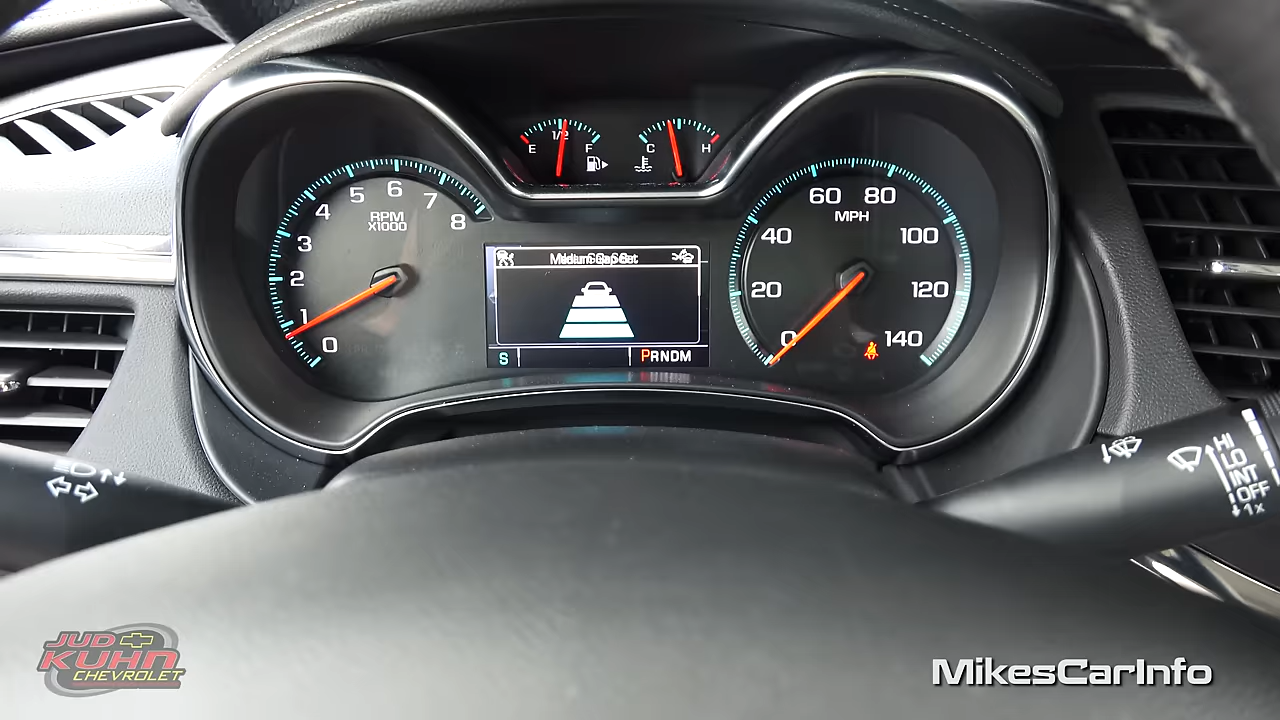 1/2
E F
C H
0 1 2 3 4 5 6 7 8
RPM
X1000
S
PRNDM
0 20 40 60 80 100 120 140
MPH
HI
LO
INT
OFF
1x
JUD
KUHN
CHEVROLET
MikesCarInfo